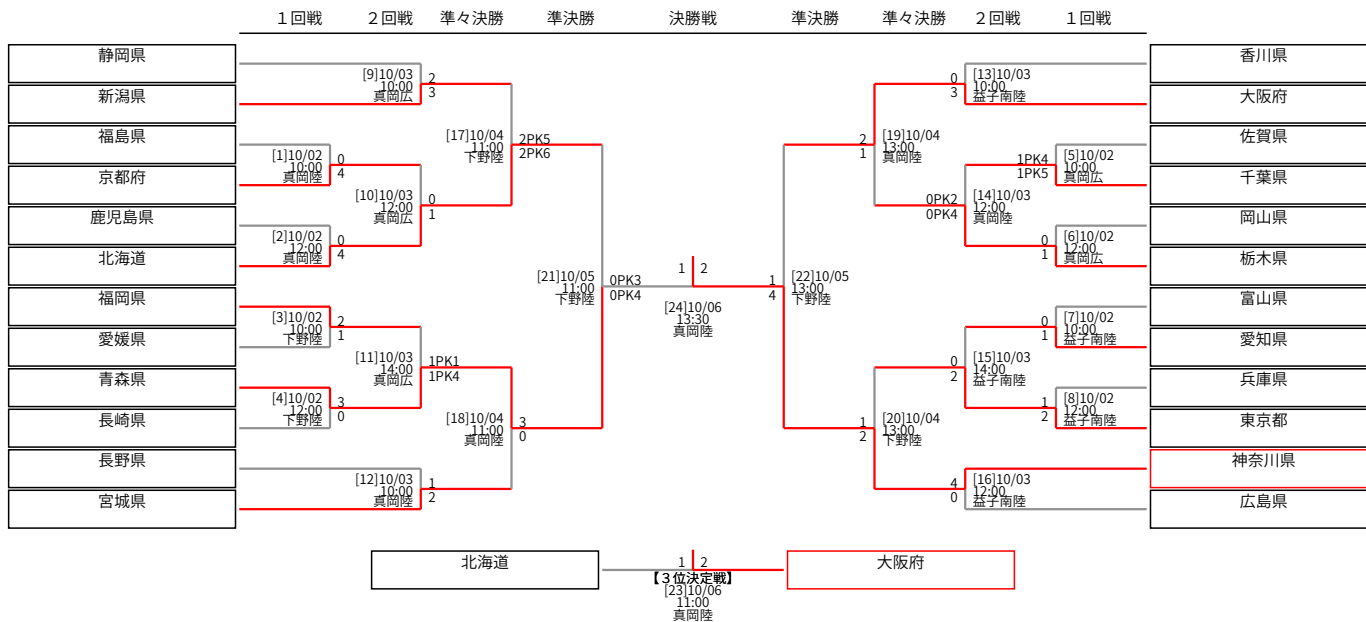 １回戦 ２回戦 準々決勝 準決勝 決勝戦 準決勝 準々決勝 ２回戦 １回戦
静岡県
新潟県
福島県
京都府
鹿児島県
北海道
福岡県
愛媛県
青森県
長崎県
長野県
宮城県
[1]10/02
10:00
真岡陸
0
4
[2]10/02
12:00
真岡陸
0
4
[3]10/02
10:00
下野陸
2
1
[4]10/02
12:00
下野陸
3
0
[9]10/03
10:00
真岡広
2
3
[10]10/03
12:00
真岡広
0
1
[11]10/03
14:00
真岡広
1PK1
1PK4
[12]10/03
10:00
真岡陸
1
2
[17]10/04
11:00
下野陸
2PK5
2PK6
[18]10/04
11:00
真岡陸
3
0
[21]10/05
11:00
下野陸
0PK3
0PK4
1 2
[24]10/06
13:30
真岡陸
1
4
[22]10/05
13:00
下野陸
2
1
[19]10/04
13:00
真岡陸
1
2
[20]10/04
13:00
下野陸
0
3
[13]10/03
10:00
益子南陸
0PK2
0PK4
[14]10/03
12:00
真岡陸
0
2
[15]10/03
14:00
益子南陸
4
0
[16]10/03
12:00
益子南陸
1PK4
1PK5
[5]10/02
10:00
真岡広
0
1
[6]10/02
12:00
真岡広
0
1
[7]10/02
10:00
益子南陸
1
2
[8]10/02
12:00
益子南陸
香川県
大阪府
佐賀県
千葉県
岡山県
栃木県
富山県
愛知県
兵庫県
東京都
神奈川県
広島県
北海道 1 2 大阪府
【３位決定戦】
[23]10/06
11:00
真岡陸